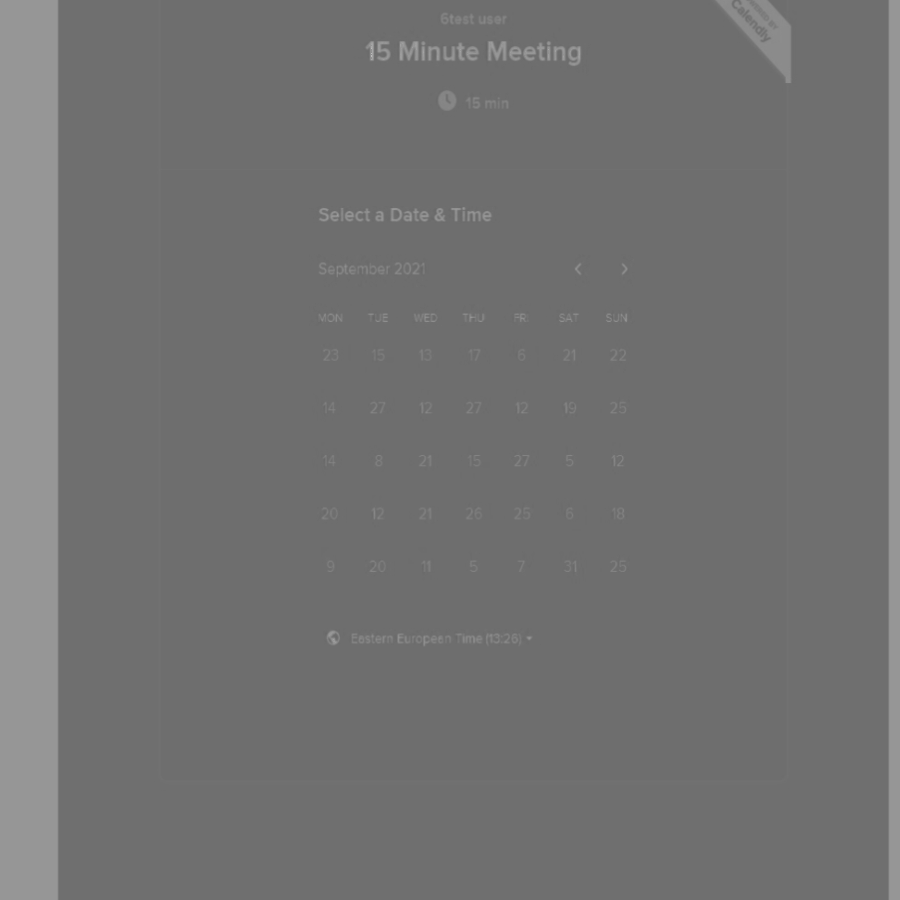 6test user
POWERED BY
Calendly
15 Minute Meeting
15 min
Select a Date & Time
September 2021
MON TUE WED THU FRI SAT SUN
23 15 13 17 6 21 22
14 27 12 27 12 19 25
14 8 21 15 27 5 12
20 12 21 26 25 6 18
9 20 11 5 7 31 25
Eastern European Time (13:26)